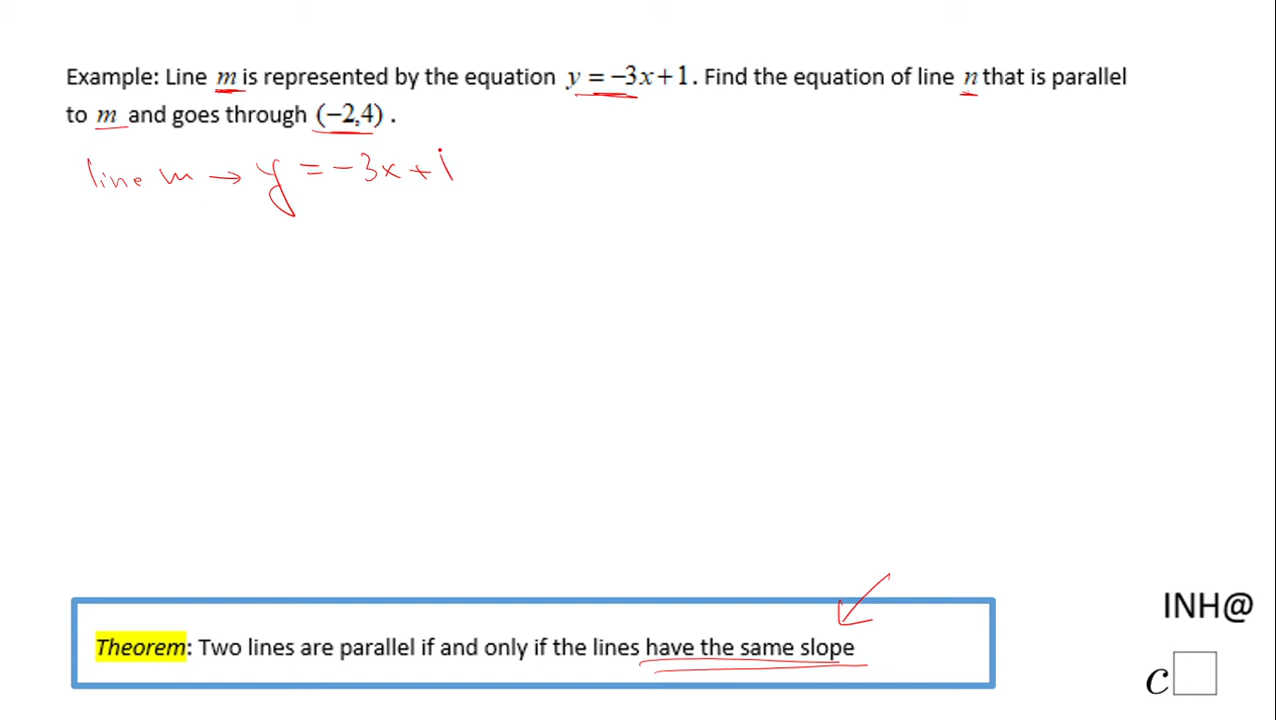 Example: Line m is represented by the equation y = −3x+1. Find the equation of line n that is parallel
to m and goes through (−2,4) .
line m → y = -3x + 1
Theorem: Two lines are parallel if and only if the lines have the same slope
INH@
c